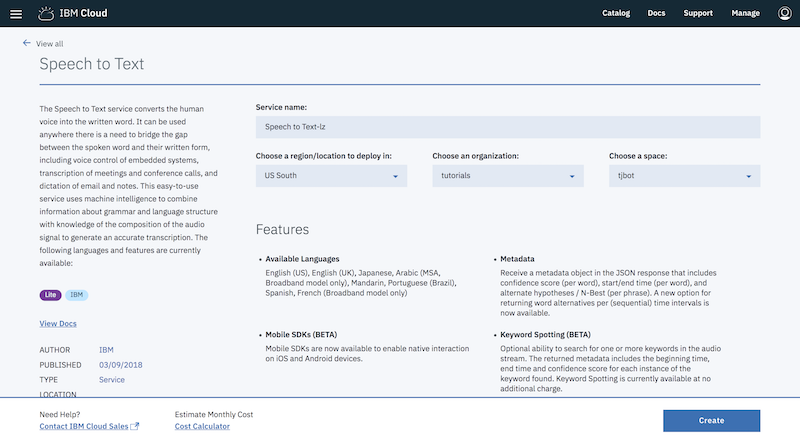 IBM Cloud
Catalog
Docs
Support
Manage
View all
Speech to Text
The Speech to Text service converts the human
voice into the written word. It can be used
anywhere there is a need to bridge the gap
between the spoken word and their written form,
including voice control of embedded systems,
transcription of meetings and conference calls, and
dictation of email and notes. This easy-to-use
service uses machine intelligence to combine
information about grammar and language structure
with knowledge of the composition of the audio
signal to generate an accurate transcription. The
following languages and features are currently
available:
Lite
IBM
View Docs
AUTHOR IBM
PUBLISHED 03/09/2018
TYPE Service
LOCATION
Service name:
Speech to Text-lz
Choose a region/location to deploy in:
US South
Choose an organization:
tutorials
Choose a space:
tjbot
Features
• Available Languages
English (US), English (UK), Japanese, Arabic (MSA,
Broadband model only), Mandarin, Portuguese (Brazil),
Spanish, French (Broadband model only)
• Metadata
Receive a metadata object in the JSON response that includes
confidence score (per word), start/end time (per word), and
alternate hypotheses / N-Best (per phrase). A new option for
returning word alternatives per (sequential) time intervals is
now available.
• Mobile SDKs (BETA)
Mobile SDKs are now available to enable native interaction
on iOS and Android devices.
• Keyword Spotting (BETA)
Optional ability to search for one or more keywords in the audio
stream. The returned metadata includes the beginning time,
end time and confidence score for each instance of the
keyword found. Keyword Spotting is currently available at no
additional charge.
Need Help?
Contact IBM Cloud Sales
Estimate Monthly Cost
Cost Calculator
Create